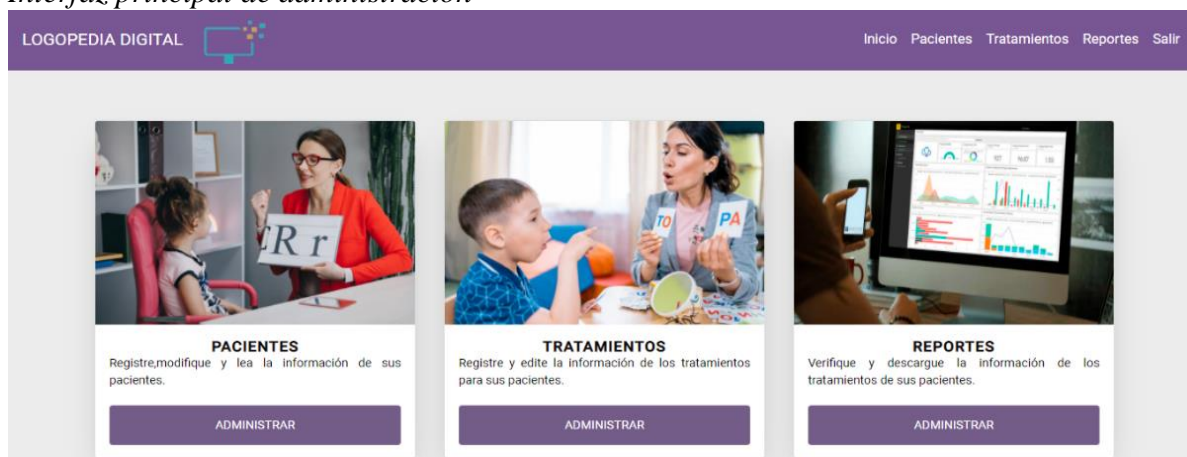 Interfaz principal de administración
LOGOPEDIA DIGITAL
Inicio Pacientes Tratamientos Reportes Salir
R r
TO PA
PACIENTES
Registre,modifique y lea la información de sus
pacientes.
ADMINISTRAR
TRATAMIENTOS
Registre y edite la información de los tratamientos
para sus pacientes.
ADMINISTRAR
REPORTES
Verifique y descargue la información de los
tratamientos de sus pacientes.
ADMINISTRAR